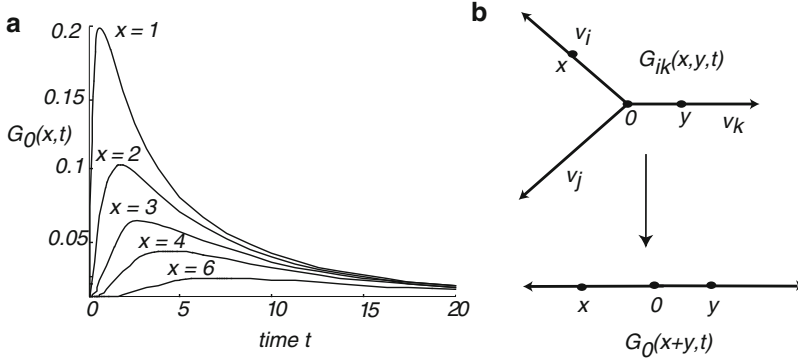 a
0.2
x = 1
0.15
G0(x,t)
0.1
x = 2
x = 3
0.05
x = 4
x = 6
0 5 10 15 20
time t
b
vi
x
Gik(x,y,t)
0 y vk
vj
x 0 y
G0(x+y,t)